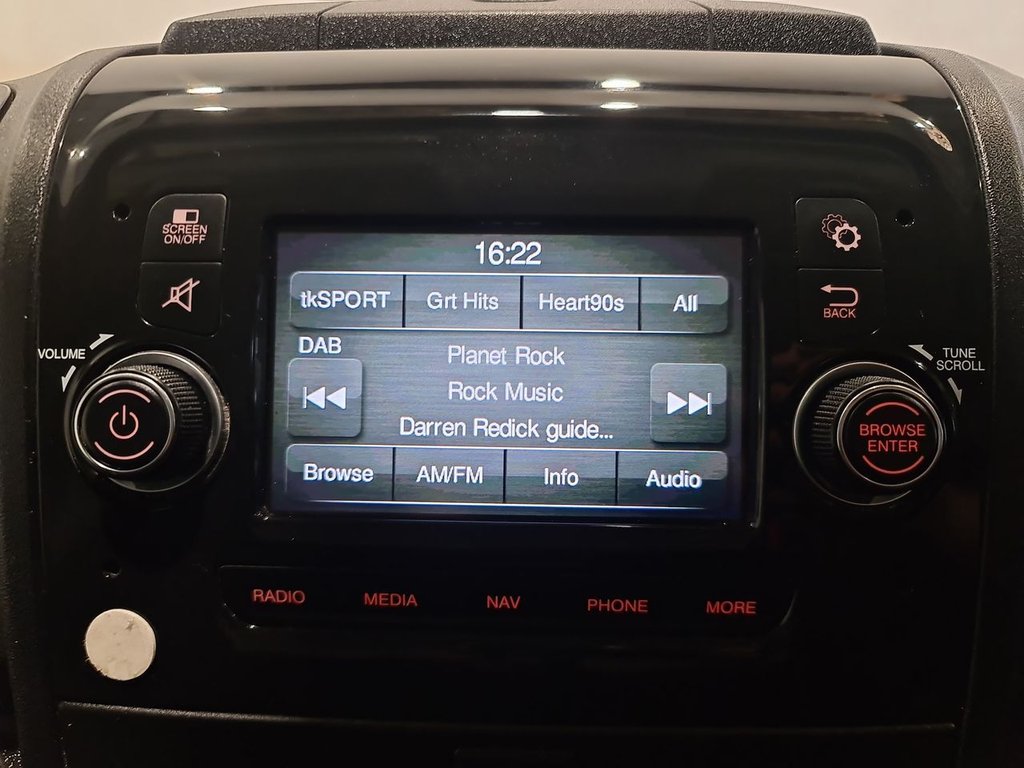 16:22
SCREEN
ON/OFF
tkSPORT Grt Hits Heart90s All
BACK
DAB
Planet Rock
VOLUME
TUNE
SCROLL
Rock Music
Darren Redick guide...
BROWSE
ENTER
Browse AM/FM Info Audio
RADIO MEDIA NAV PHONE MORE